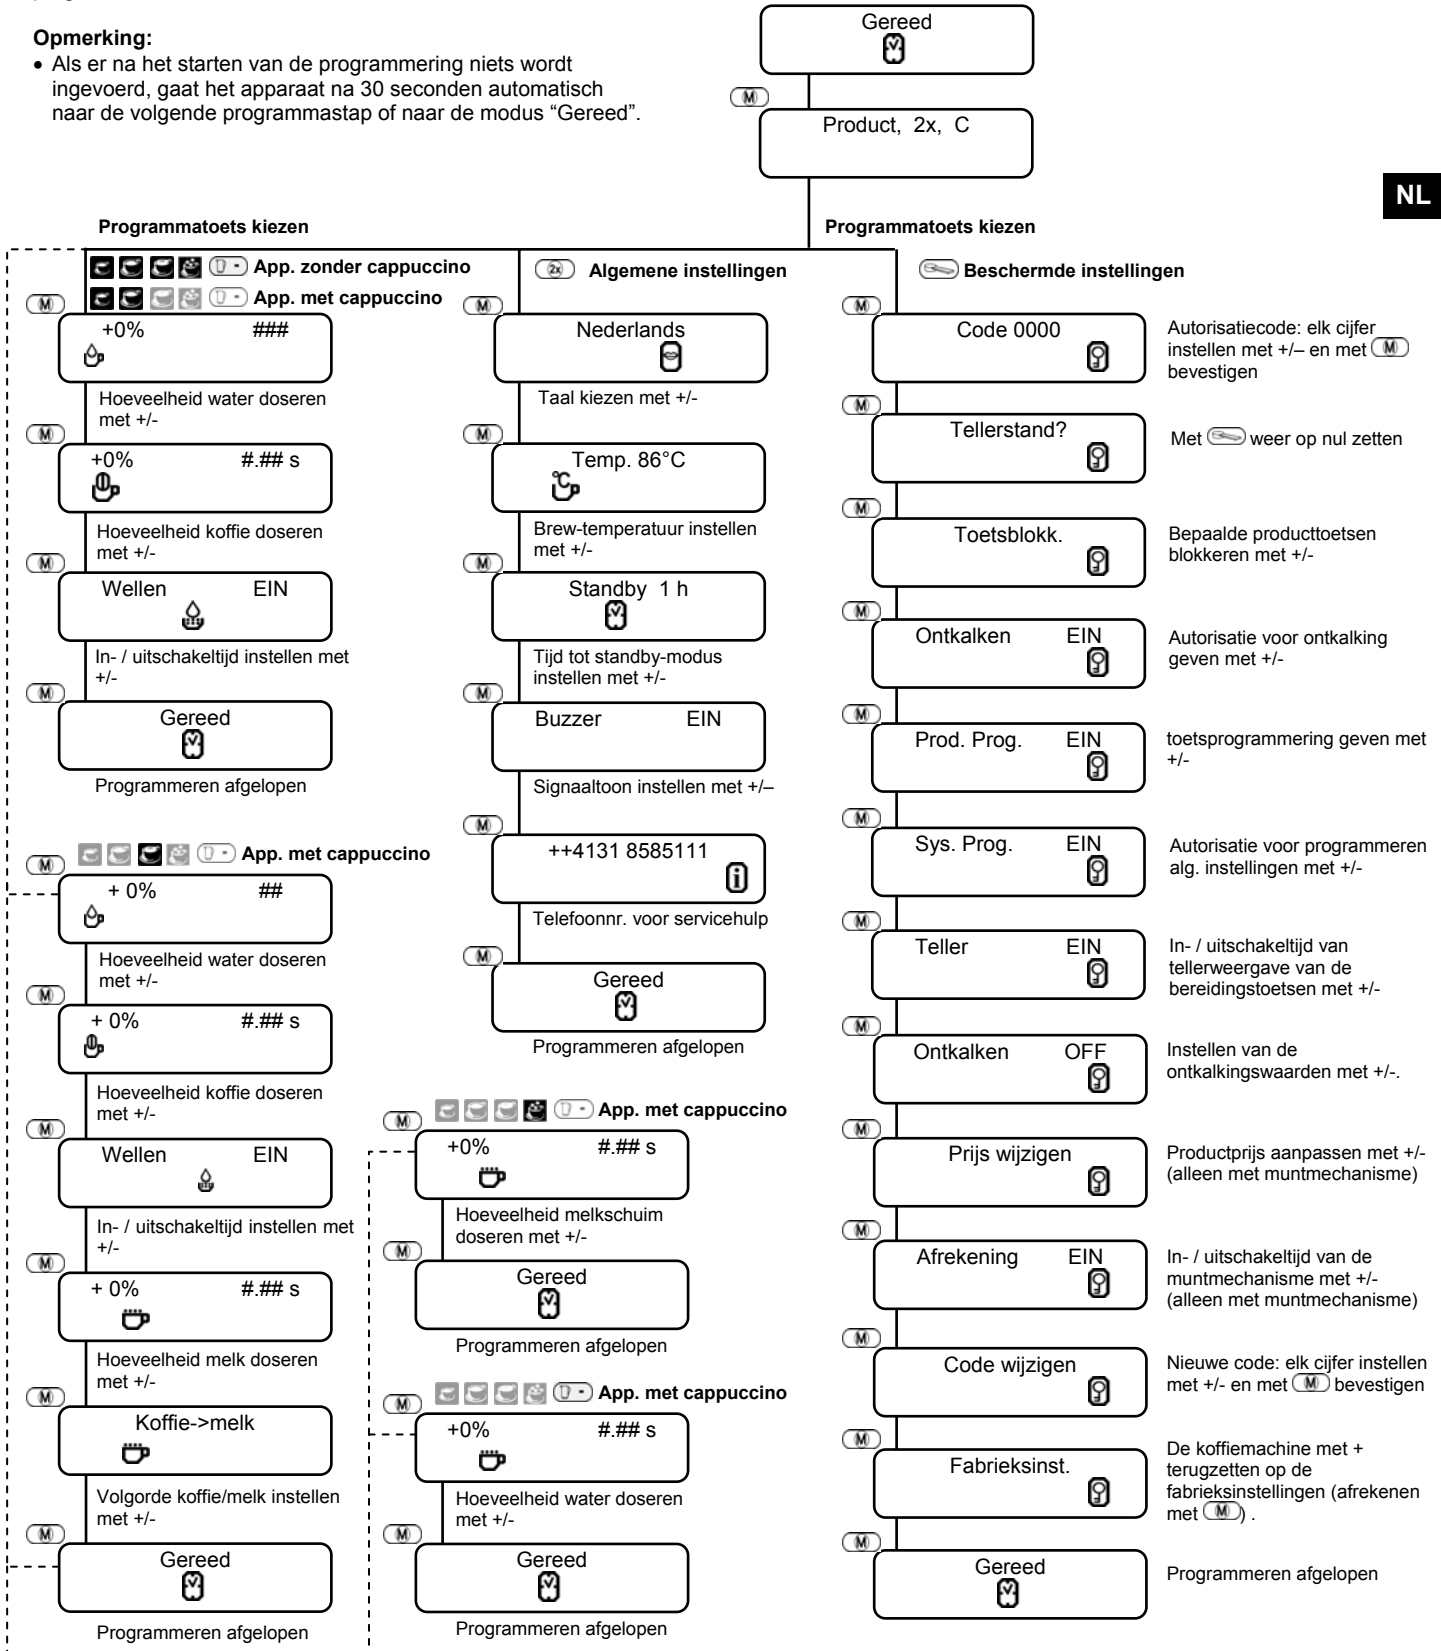 Opmerking:
• Als er na het starten van de programmering niets wordt
ingevoerd, gaat het apparaat na 30 seconden automatisch
naar de volgende programmastap of naar de modus “Gereed”.
Gereed
M
Product, 2x, C
NL
Programmatoets kiezen
App. zonder cappuccino
App. met cappuccino
M
+0% ###
Hoeveelheid water doseren
met +/-
M
+0% #.## s
Hoeveelheid koffie doseren
met +/-
M
Wellen EIN
In- / uitschakeltijd instellen met
+/-
M
Gereed
Programmeren afgelopen
M
App. met cappuccino
+ 0% ##
Hoeveelheid water doseren
met +/-
M
+ 0% #.## s
Hoeveelheid koffie doseren
met +/-
M
Wellen EIN
In- / uitschakeltijd instellen met
+/-
M
+ 0% #.## s
Hoeveelheid melk doseren
met +/-
M
Koffie->melk
Volgorde koffie/melk instellen
met +/-
M
Gereed
Programmeren afgelopen
2x Algemene instellingen
M
Nederlands
Taal kiezen met +/-
M
Temp. 86°C
°C
Brew-temperatuur instellen
met +/-
M
Standby 1 h
Tijd tot standby-modus
instellen met +/-
M
Buzzer EIN
Signaaltoon instellen met +/–
M
++4131 8585111
i
Telefoonnr. voor servicehulp
M
Gereed
Programmeren afgelopen
M
App. met cappuccino
+0% #.## s
Hoeveelheid melkschuim
doseren met +/-
M
Gereed
Programmeren afgelopen
M
App. met cappuccino
+0% #.## s
Hoeveelheid water doseren
met +/-
M
Gereed
Programmeren afgelopen
Programmatoets kiezen
Beschermde instellingen
M
Code 0000
Autorisatiecode: elk cijfer
instellen met +/– en met M
bevestigen
M
Tellerstand?
Met weer op nul zetten
M
Toetsblokk.
Bepaalde producttoetsen
blokkeren met +/-
M
Ontkalken EIN
Autorisatie voor ontkalking
geven met +/-
M
Prod. Prog. EIN
toetsprogrammering geven met
+/-
M
Sys. Prog. EIN
Autorisatie voor programmeren
alg. instellingen met +/-
M
Teller EIN
In- / uitschakeltijd van
tellerweergave van de
bereidingstoetsen met +/-
M
Ontkalken OFF
Instellen van de
ontkalkingswaarden met +/-.
M
Prijs wijzigen
Productprijs aanpassen met +/-
(alleen met muntmechanisme)
M
Afrekening EIN
In- / uitschakeltijd van de
muntmechanisme met +/-
(alleen met muntmechanisme)
M
Code wijzigen
Nieuwe code: elk cijfer instellen
met +/- en met M bevestigen
M
Fabrieksinst.
De koffiemachine met +
terugzetten op de
fabrieksinstellingen (afrekenen
met M) .
M
Gereed
Programmeren afgelopen